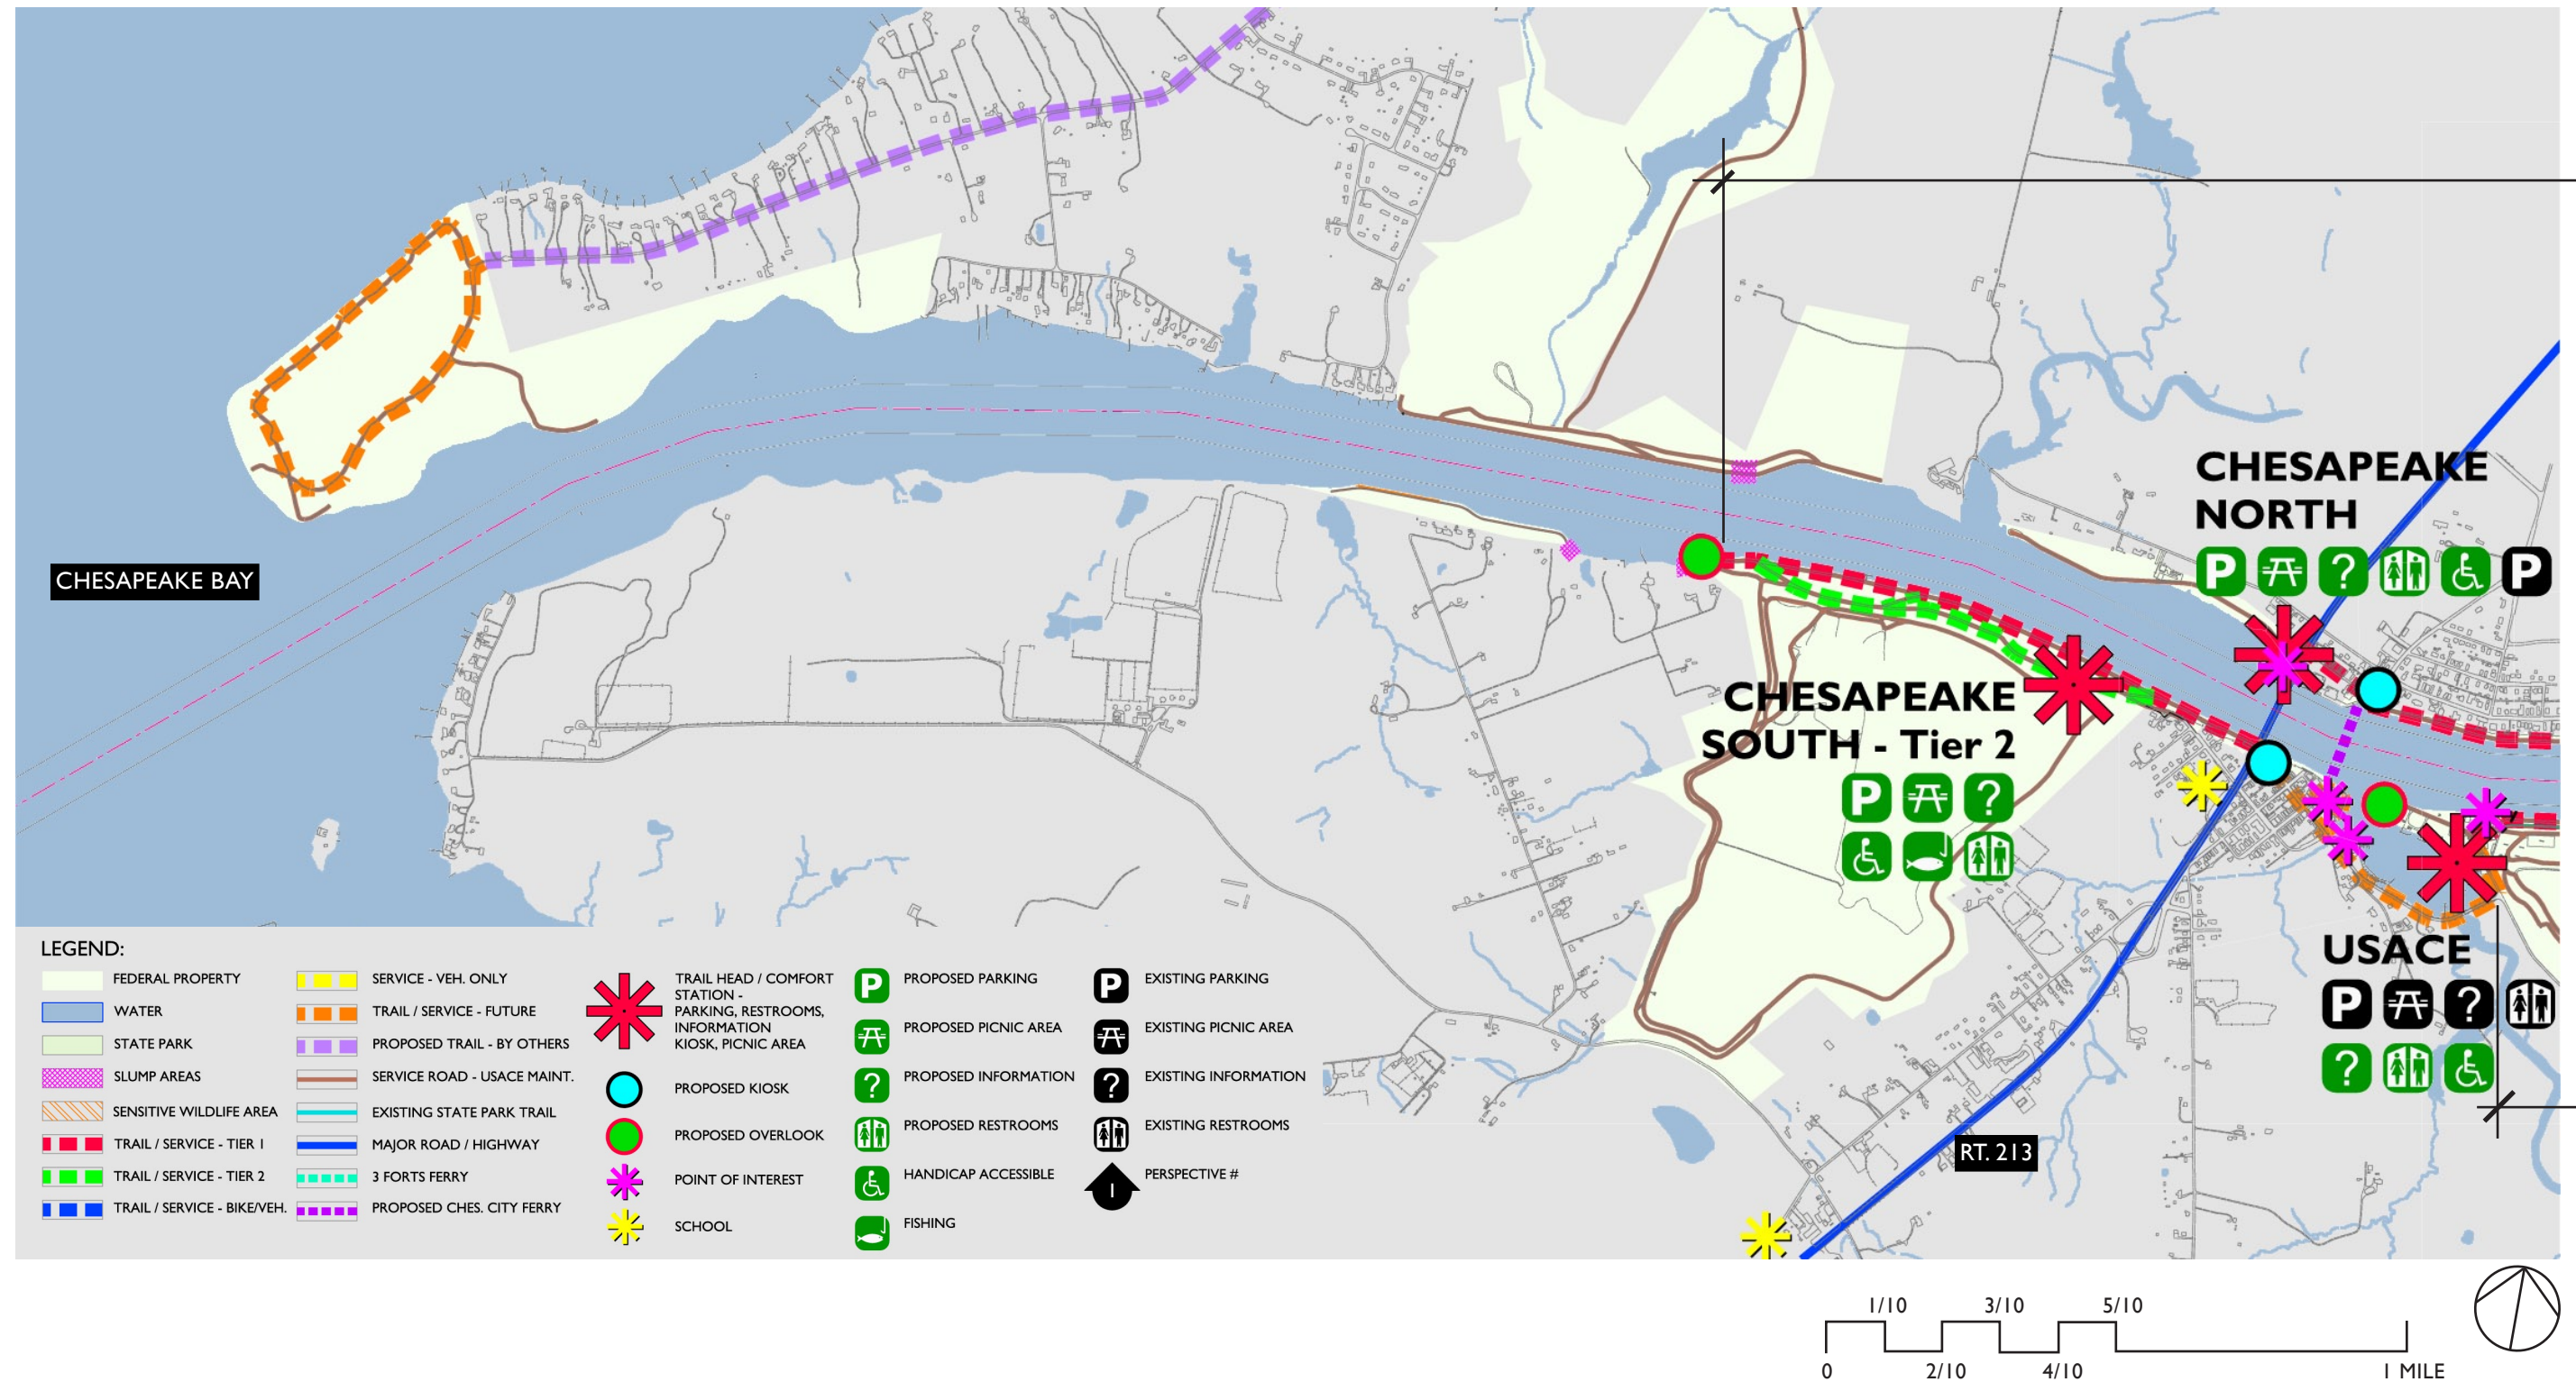 CHESAPEAKE
NORTH
P ? P
CHESAPEAKE BAY
CHESAPEAKE
SOUTH - Tier 2
P ?
USACE
P ?
?
RT. 213
LEGEND:
FEDERAL PROPERTY
WATER
STATE PARK
SLUMP AREAS
SENSITIVE WILDLIFE AREA
TRAIL / SERVICE - TIER 1
TRAIL / SERVICE - TIER 2
TRAIL / SERVICE - BIKE/VEH.
SERVICE - VEH. ONLY
TRAIL / SERVICE - FUTURE
PROPOSED TRAIL - BY OTHERS
SERVICE ROAD - USACE MAINT.
EXISTING STATE PARK TRAIL
MAJOR ROAD / HIGHWAY
3 FORTS FERRY
PROPOSED CHES. CITY FERRY
TRAIL HEAD / COMFORT
STATION -
PARKING, RESTROOMS,
INFORMATION
KIOSK, PICNIC AREA
PROPOSED KIOSK
PROPOSED OVERLOOK
POINT OF INTEREST
SCHOOL
P PROPOSED PARKING
PROPOSED PICNIC AREA
? PROPOSED INFORMATION
PROPOSED RESTROOMS
HANDICAP ACCESSIBLE
FISHING
P EXISTING PARKING
EXISTING PICNIC AREA
? EXISTING INFORMATION
EXISTING RESTROOMS
1 PERSPECTIVE #
1/10 3/10 5/10
0 2/10 4/10 1 MILE